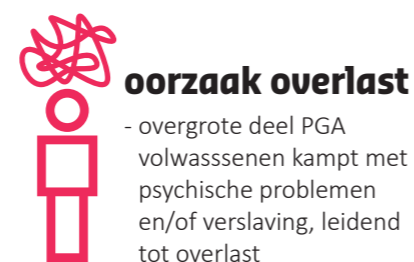 oorzaak overlast
- overgrote deel PGA
volwasssenen kampt met
psychische problemen
en/of verslaving, leidend
tot overlast